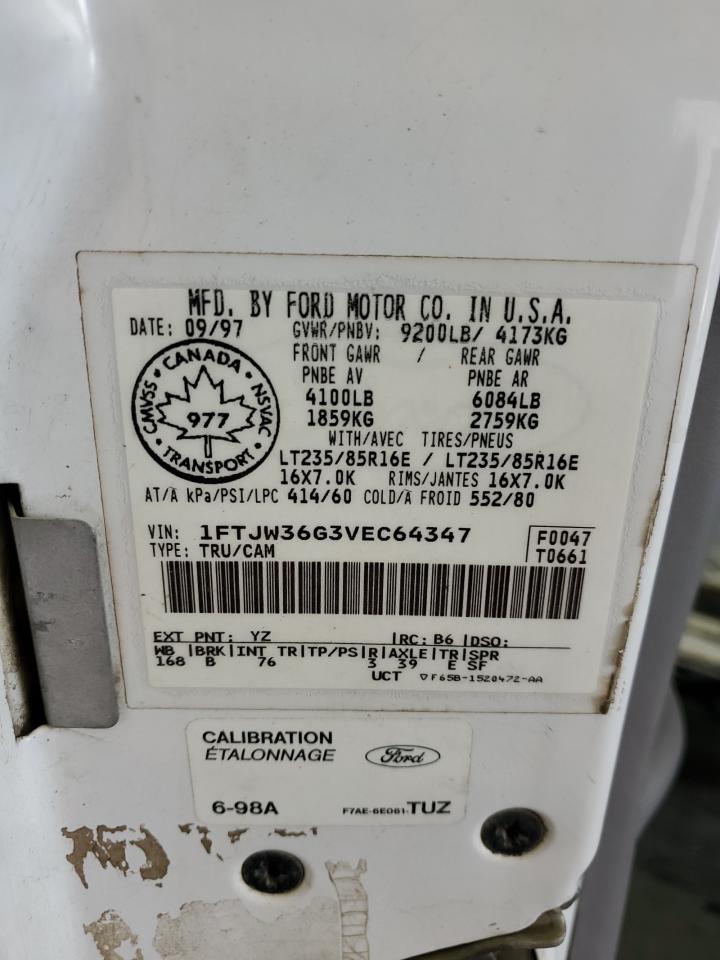 MFD. BY FORD MOTOR CO. IN U.S.A.
DATE: 09/97 GVWR/PNBV: 9200LB/ 4173KG
FRONT GAWR / REAR GAWR
PNBE AV PNBE AR
4100LB 6084LB
1859KG 2759KG
WITH/AVEC TIRES/PNEUS
LT235/85R16E / LT235/85R16E
16X7.0K RIMS/JANTES 16X7.0K
AT/A kPa/PSI/LPC 414/60 COLD/A FROID 552/80
CANADA
CMVSS 977 NSVAC
TRANSPORT
VIN: 1FTJW36G3VEC64347 F0047
TYPE: TRU/CAM T0661
EXT PNT: YZ |RC: B6 |DSO:
WB |BRK|INT TR|TP/PS|R|AXLE|TR|SPR
168 B 76 3 39 E SF
UCT ▽F65B-1520472-AA
CALIBRATION
ÉTALONNAGE Ford
6-98A F7AE-6E061-TUZ